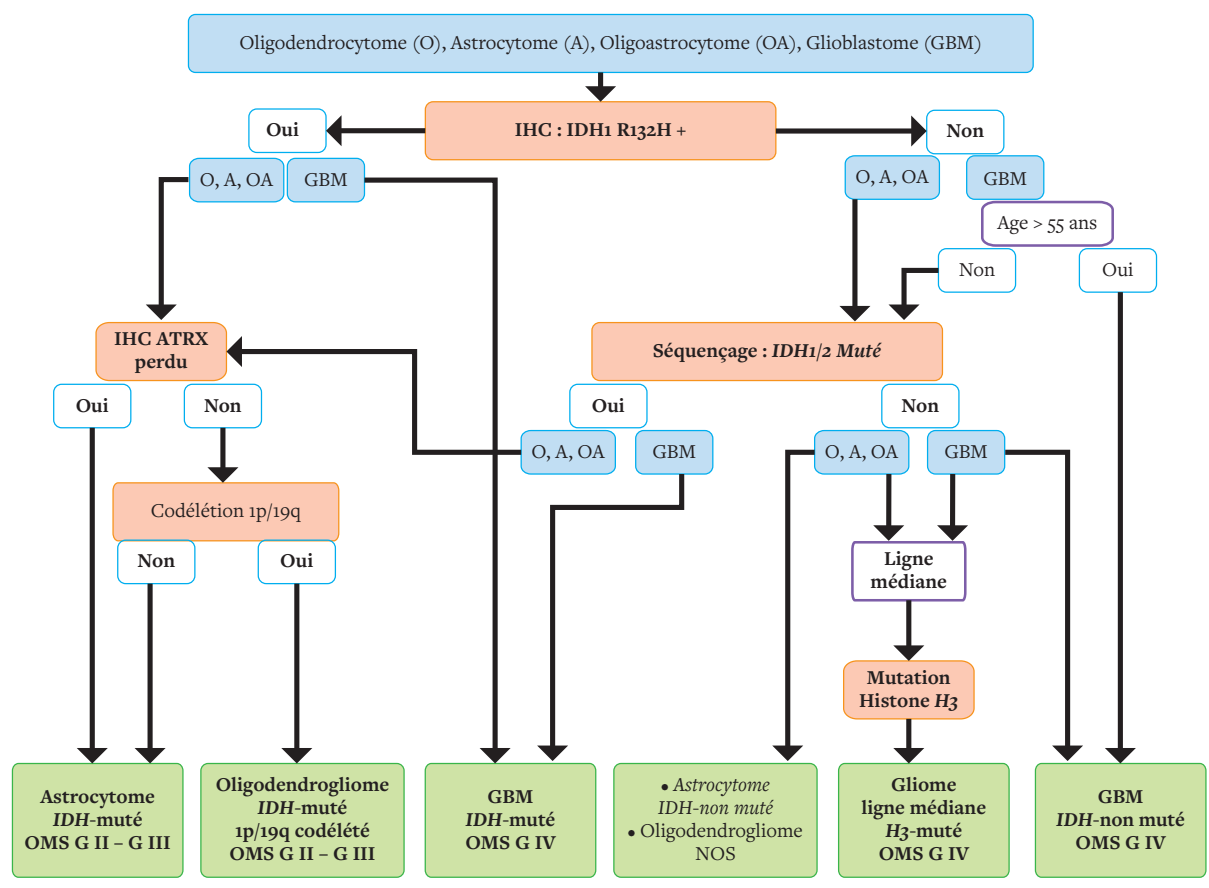 Oligodendrocytome (O), Astrocytome (A), Oligoastrocytome (OA), Glioblastome (GBM)
IHC : IDH1 R132H +
Oui
Non
O, A, OA
GBM
O, A, OA
GBM
Age > 55 ans
Non
Oui
IHC ATRX
perdu
Séquençage : IDH1/2 Muté
Oui
Non
Oui
Non
O, A, OA
GBM
O, A, OA
GBM
Codélétion 1p/19q
Non
Oui
Ligne
médiane
Mutation
Histone H3
Astrocytome
IDH-muté
OMS G II – G III
Oligodendrogliome
IDH-muté
1p/19q codélété
OMS G II – G III
GBM
IDH-muté
OMS G IV
• Astrocytome
IDH-non muté
• Oligodendrogliome
NOS
Gliome
ligne médiane
H3-muté
OMS G IV
GBM
IDH-non muté
OMS G IV